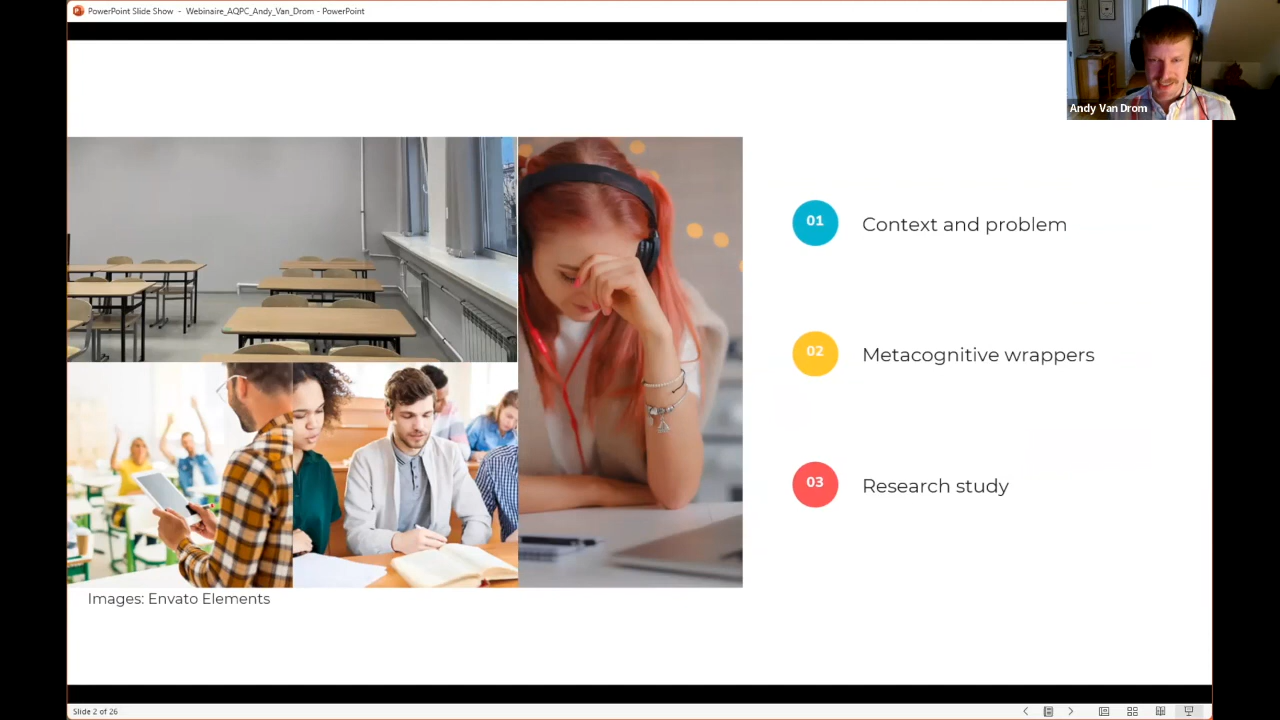 PowerPoint Slide Show - Webinaire_AQPC_Andy_Van_Drom - PowerPoint
Andy Van Drom
01 Context and problem
02 Metacognitive wrappers
03 Research study
Images: Envato Elements
Slide 2 of 26